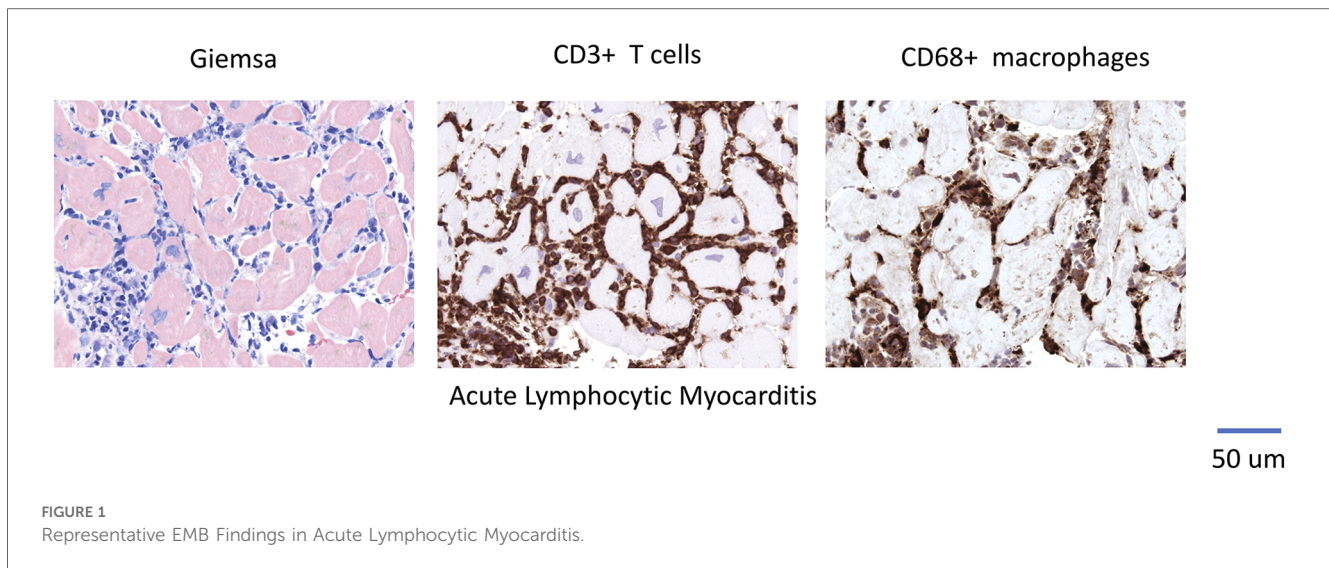 Giemsa
CD3+ T cells
CD68+ macrophages
Acute Lymphocytic Myocarditis
50 um
FIGURE 1
Representative EMB Findings in Acute Lymphocytic Myocarditis.